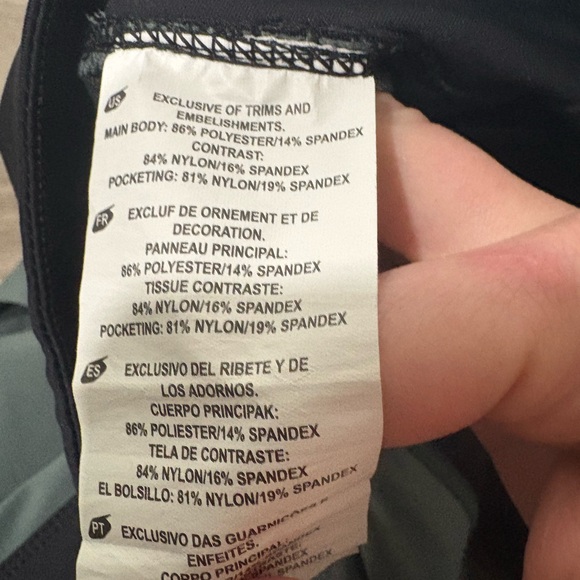 US EXCLUSIVE OF TRIMS AND
EMBELISHMENTS.
MAIN BODY: 86% POLYESTER/14% SPANDEX
CONTRAST:
84% NYLON/16% SPANDEX
POCKETING: 81% NYLON/19% SPANDEX
FR EXCLUF DE ORNEMENT ET DE
DECORATION.
PANNEAU PRINCIPAL:
86% POLYESTER/14% SPANDEX
TISSUE CONTRASTE:
84% NYLON/16% SPANDEX
POCKETING: 81% NYLON/19% SPANDEX
ES EXCLUSIVO DEL RIBETE Y DE
LOS ADORNOS.
CUERPO PRINCIPAK:
86% POLIESTER/14% SPANDEX
TELA DE CONTRASTE:
84% NYLON/16% SPANDEX
EL BOLSILLO: 81% NYLON/19% SPANDEX
PT EXCLUSIVO DAS GUARNICOES E
ENFEITES.
CORPO PRINCIPAL:
SPANDEX